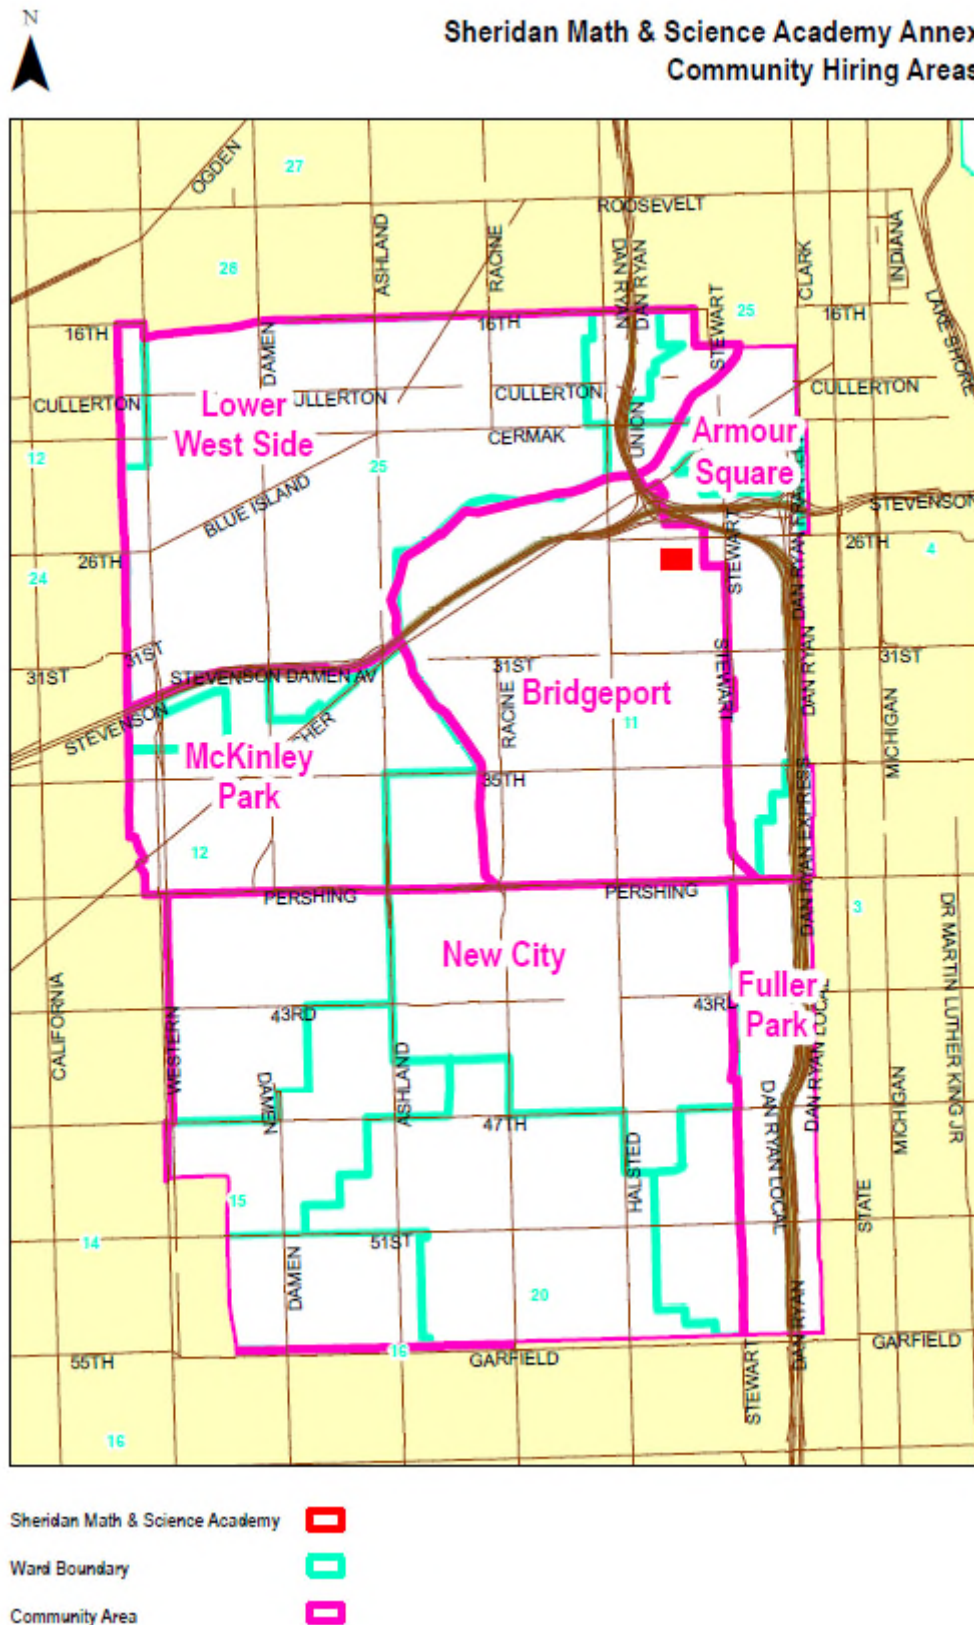 N
Sheridan Math & Science Academy Annex
Community Hiring Areas
27
OGDEN
ROOSEVELT
ASHLAND
RACINE
DAN RYAN
DAN RYAN
CLARK
INDIANA
28
STEWART
25
LAKE SHORE
16TH
16TH
16TH
DAMEN
CULLERTON
ULLERTON
CULLERTON
CULLERTON
Lower
West Side
UNION
Armour
Square
CERMAK
12
25
BLUE ISLAND
STEVENSON
26TH
STEWART
26TH
4
24
31ST
31ST
STEVENSON DAMEN AV
31ST
31ST
STEVENSON
HER
RACINE
Bridgeport
11
STEWART
DAN RYAN
MICHIGAN
McKinley
Park
35TH
12
DAN RYAN EXPRESS
PERSHING
PERSHING
3
New City
Fuller
Park
CALIFORNIA
WESTERN
43RD
43RD
DR MARTIN LUTHER KING JR
DAMEN
ASHLAND
47TH
DAN RYAN LOCAL
DAN RYAN LOCAL
MICHIGAN
HALSTED
15
14
51ST
STATE
DAMEN
20
DAN RYAN
16
55TH
GARFIELD
GARFIELD
STEWART
16
Sheridan Math & Science Academy
Ward Boundary
Community Area